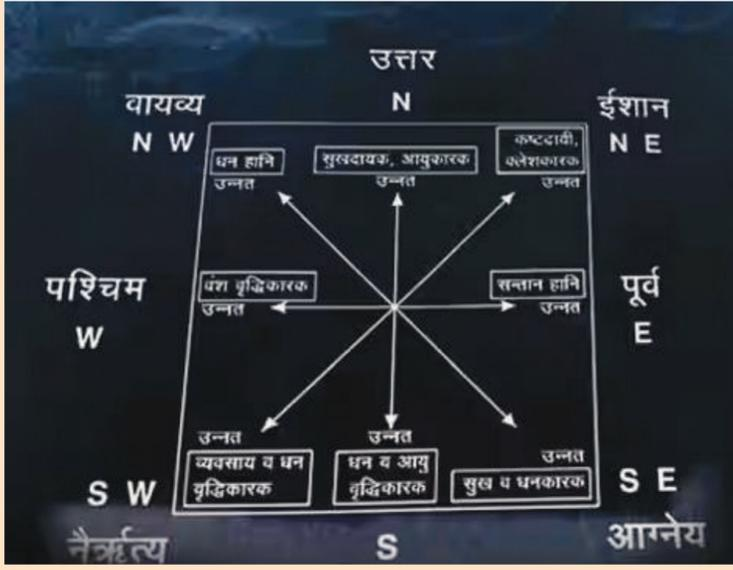 उत्तर
वायव्य N ईशान
N W N E
धन हानि सुखदायक, आयुकारक कष्टदायी,
क्लेशकारक
उन्नत उन्नत उन्नत
पश्चिम वंश वृद्धिकारक सन्तान हानि पूर्व
उन्नत उन्नत
W E
उन्नत उन्नत उन्नत
व्यवसाय व धन
वृद्धिकारक
धन व आयु
वृद्धिकारक
सुख व धनकारक
S W S E
नैर्ऋत्य S आग्नेय